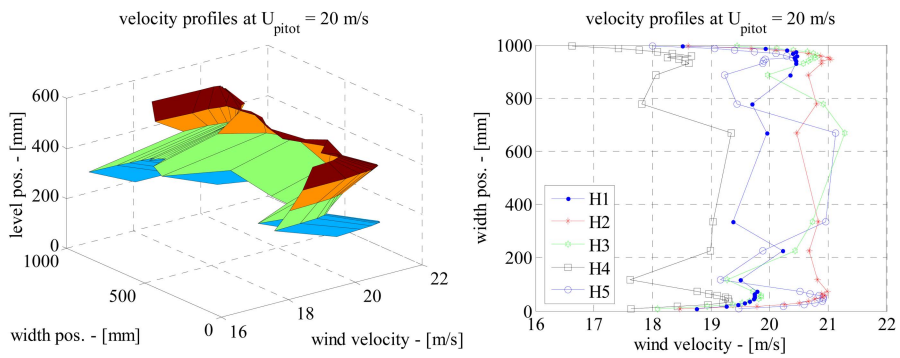 velocity profiles at U_pitot = 20 m/s
600
400
200
0
level pos. - [mm]
1000
500
0
width pos. - [mm]
16
18
20
22
wind velocity - [m/s]
velocity profiles at U_pitot = 20 m/s
1000
800
600
400
200
0
width pos. - [mm]
H1
H2
H3
H4
H5
16
17
18
19
20
21
22
wind velocity - [m/s]